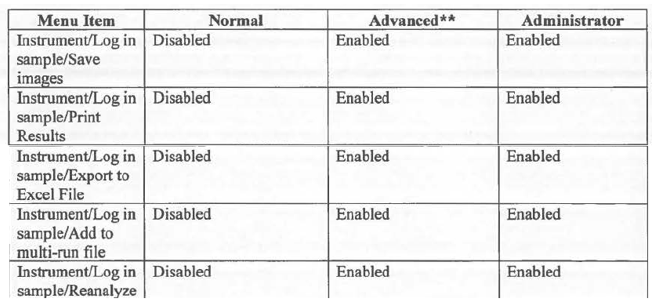 Menu Item Normal Advanced** Administrator
Instrument/Log in Disabled Enabled Enabled
sample/Save
images
Instrument/Log in Disabled Enabled Enabled
sample/Print
Results
Instrument/Log in Disabled Enabled Enabled
sample/Export to
Excel File
Instrument/Log in Disabled Enabled Enabled
sample/Add to
multi-run file
Instrument/Log in Disabled Enabled Enabled
sample/Reanalyze